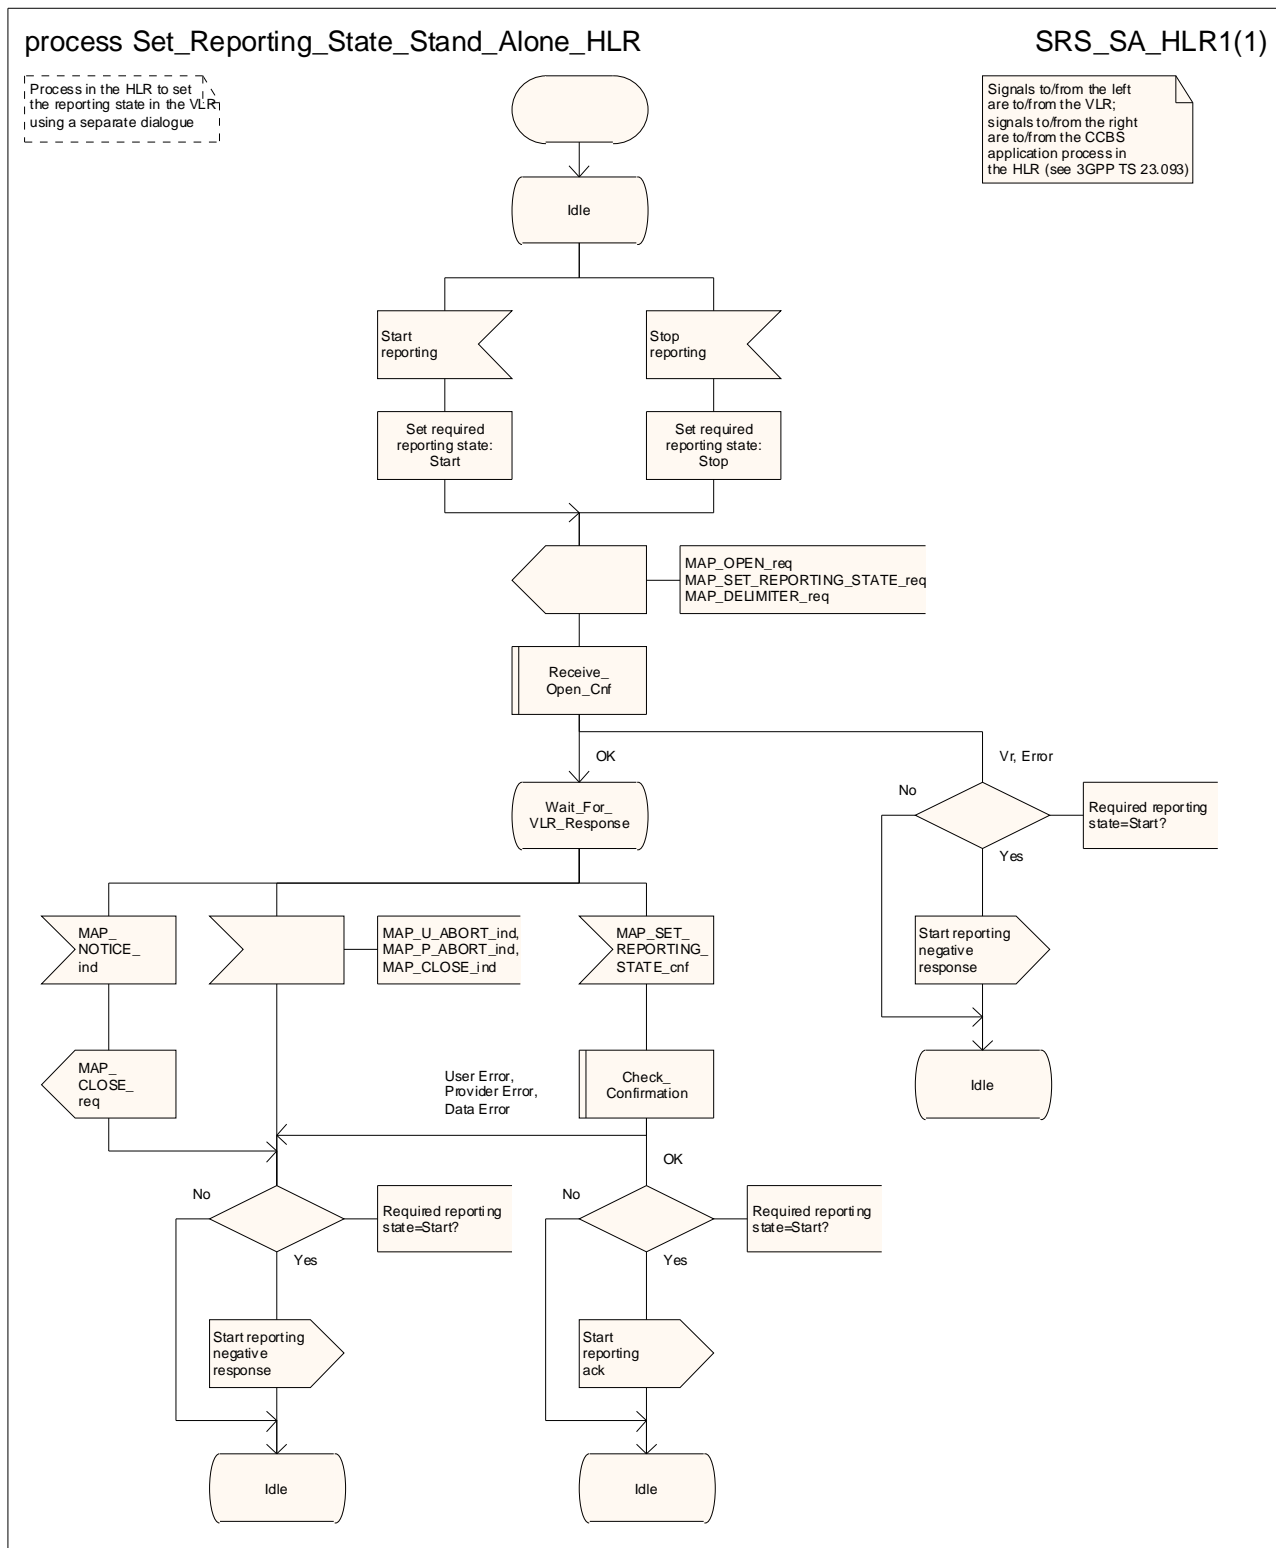 process Set_Reporting_State_Stand_Alone_HLR
SRS_SA_HLR1(1)
Process in the HLR to set
the reporting state in the VLR
using a separate dialogue
Signals to/from the left
are to/from the VLR;
signals to/from the right
are to/from the CCBS
application process in
the HLR (see 3GPP TS 23.093)
Idle
Start
reporting
Stop
reporting
Set required
reporting state:
Start
Set required
reporting state:
Stop
MAP_OPEN_req
MAP_SET_REPORTING_STATE_req
MAP_DELIMITER_req
Receive_
Open_Cnf
OK
Vr, Error
Wait_For_
VLR_Response
No
Required reporting
state=Start?
Yes
MAP_
NOTICE_
ind
MAP_U_ABORT_ind,
MAP_P_ABORT_ind,
MAP_CLOSE_ind
MAP_SET_
REPORTING_
STATE_cnf
Start reporting
negative
response
MAP_
CLOSE_
req
User Error,
Provider Error,
Data Error
Check_
Confirmation
Idle
OK
No
Required reporting
state=Start?
Yes
No
Required reporting
state=Start?
Yes
Start reporting
negative
response
Start
reporting
ack
Idle
Idle